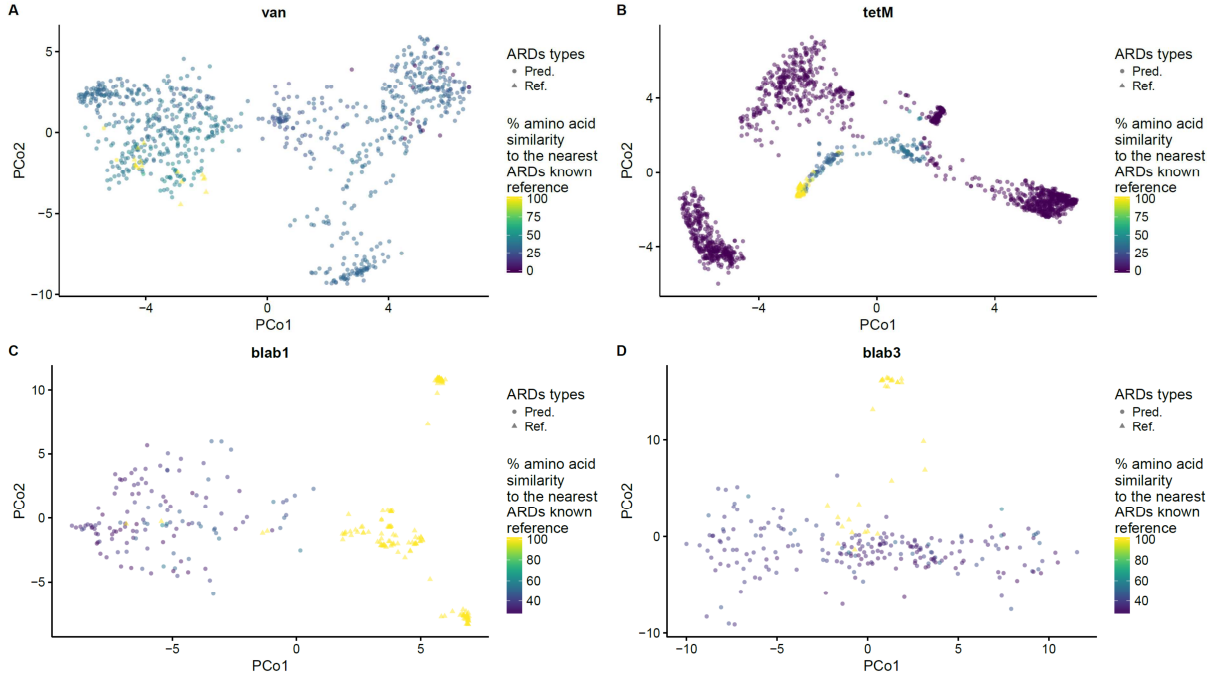 A
van
5
0
−5
−10
PCo2
−4
0
4
PCo1
ARDs types
Pred.
Ref.
% amino acid
similarity
to the nearest
ARDs known
reference
100
75
50
25
0
B
tetM
4
0
−4
PCo2
−4
0
4
PCo1
ARDs types
Pred.
Ref.
% amino acid
similarity
to the nearest
ARDs known
reference
100
75
50
25
0
C
blab1
10
5
0
−5
PCo2
−5
0
5
PCo1
ARDs types
Pred.
Ref.
% amino acid
similarity
to the nearest
ARDs known
reference
100
80
60
40
D
blab3
10
0
−10
PCo2
−10
−5
0
5
10
PCo1
ARDs types
Pred.
Ref.
% amino acid
similarity
to the nearest
ARDs known
reference
100
80
60
40